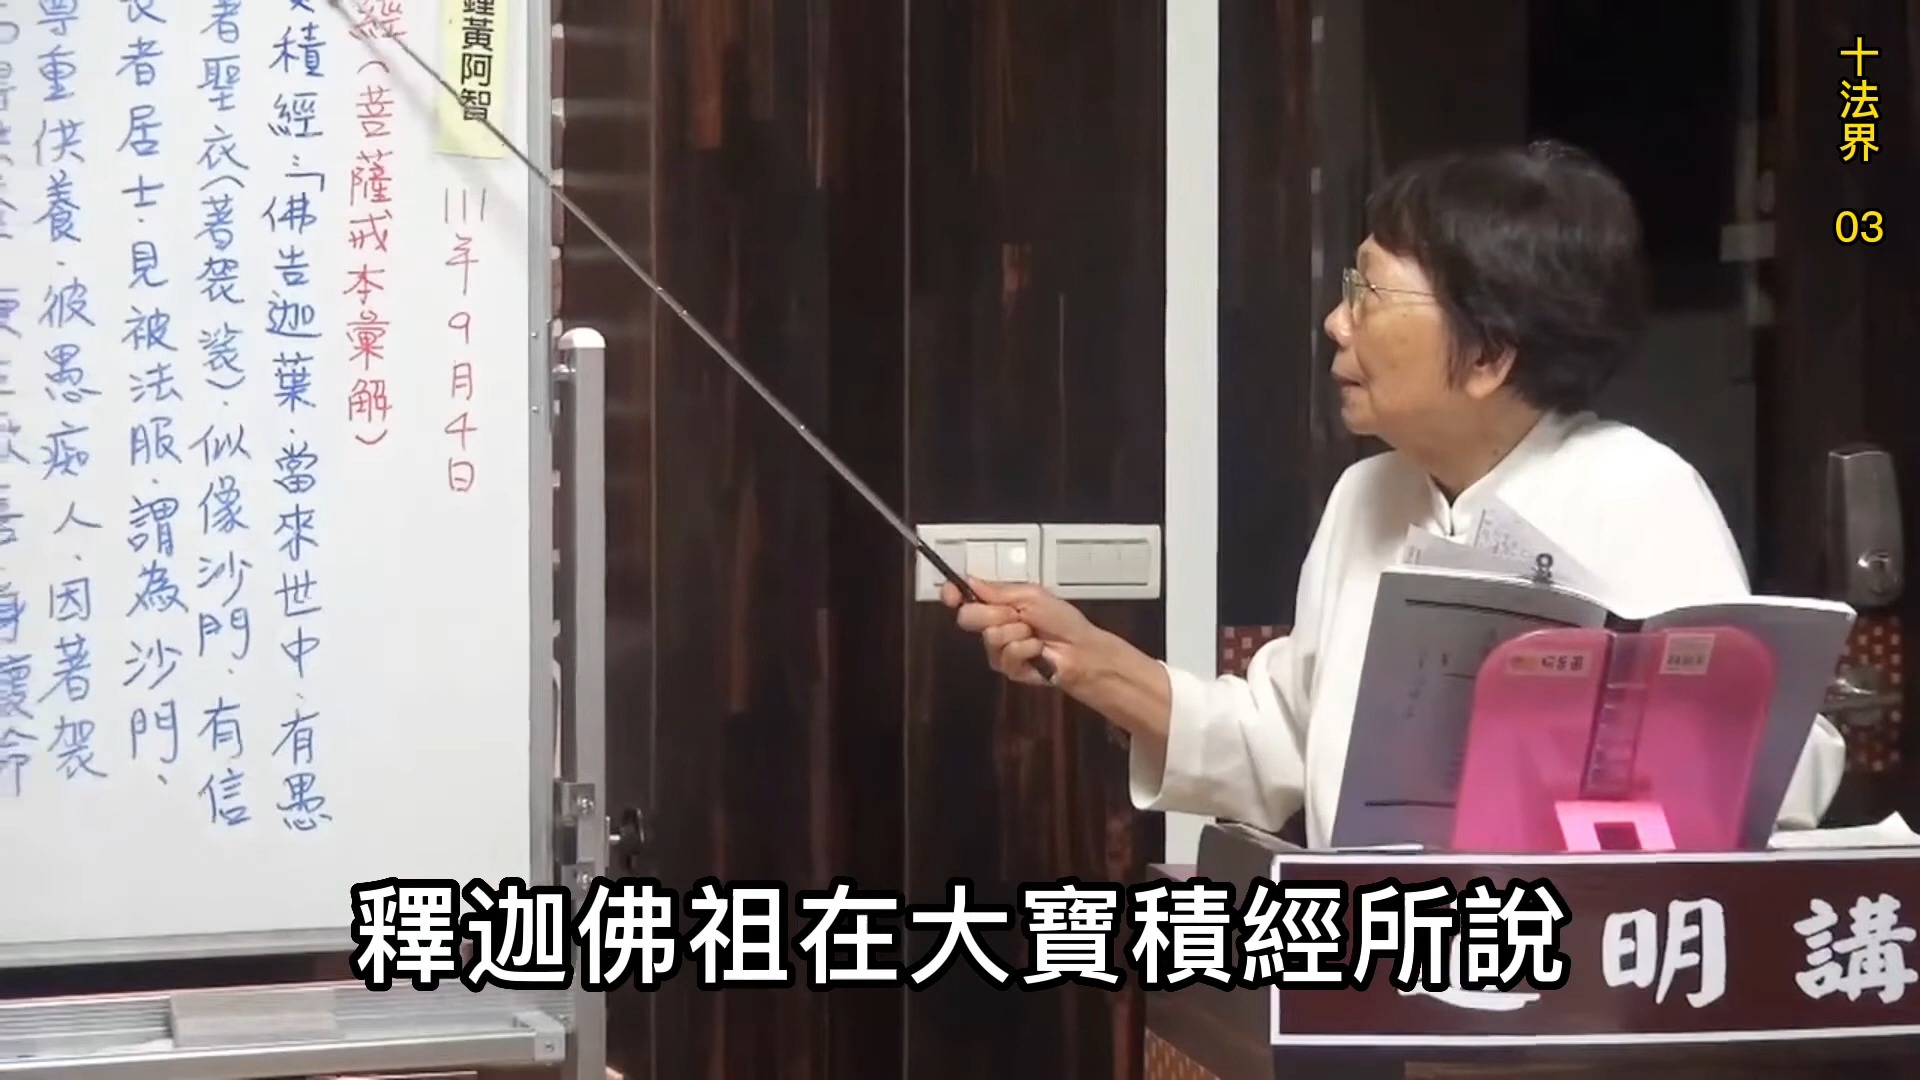 十法界 03
鍾黃阿智
111年9月4日
經(菩薩戒本彙解)
積經:「佛告迦葉.當來世中.有愚
著聖衣(著袈裟).似像沙門.有信
長者居士.見被法服.謂為沙門、
尊重供養.彼愚痴人.因著袈
明講
釋迦佛祖在大寶積經所說